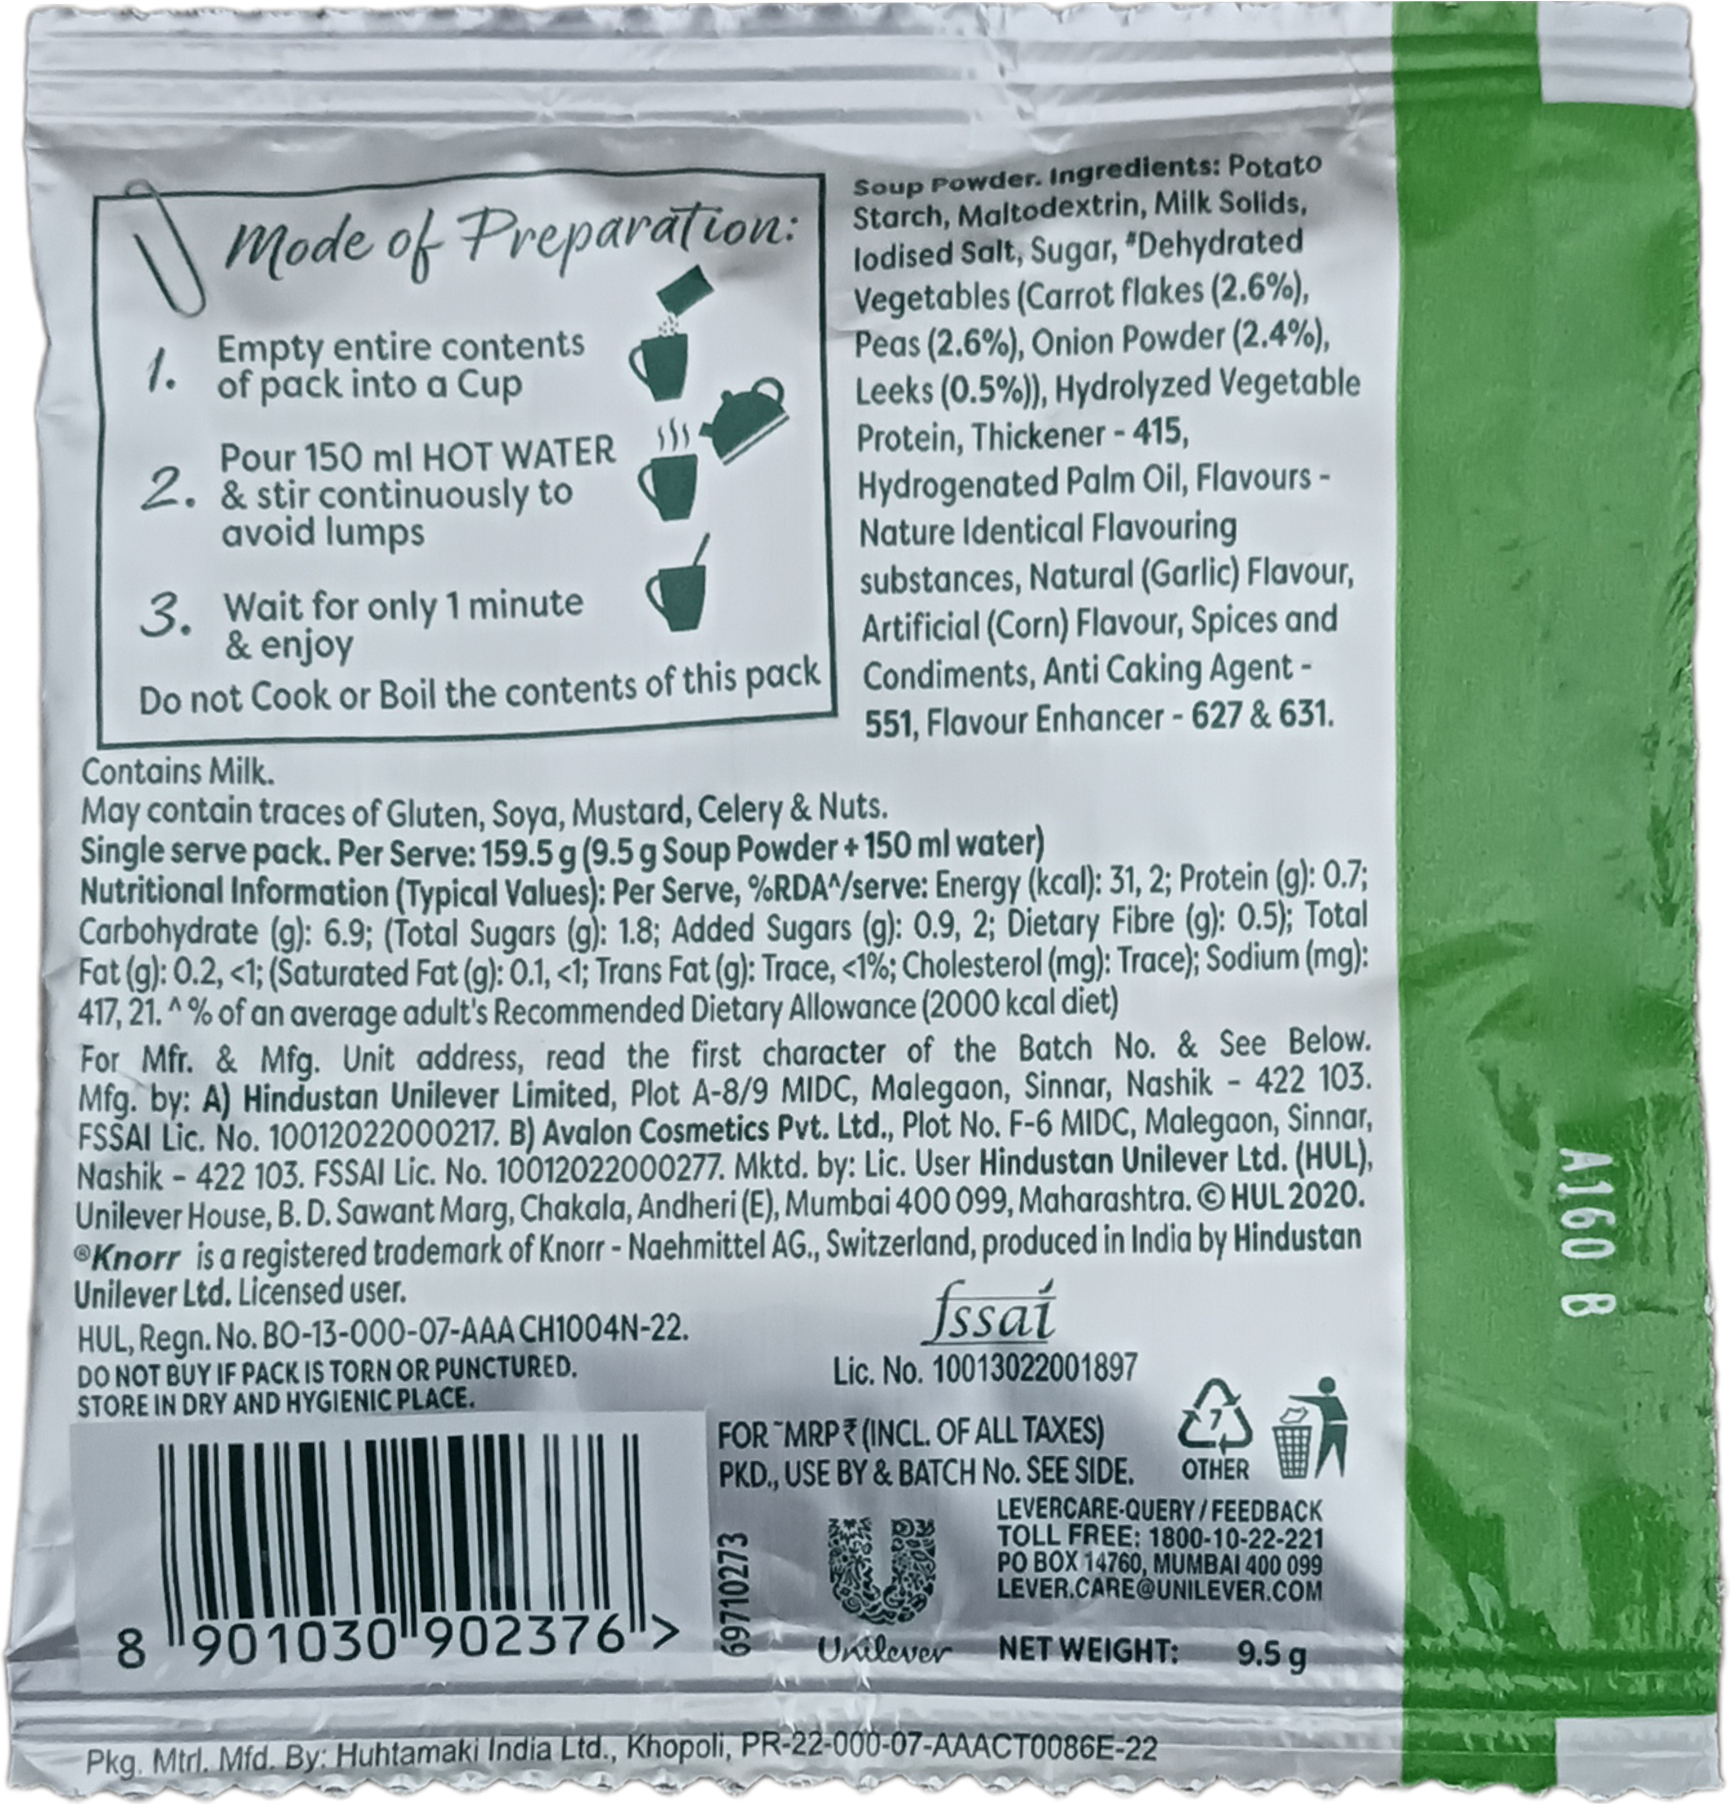 Mode of Preparation:
1. Empty entire contents
of pack into a Cup
2. Pour 150 ml HOT WATER
& stir continuously to
avoid lumps
3. Wait for only 1 minute
& enjoy
Do not Cook or Boil the contents of this pack
Soup Powder. Ingredients: Potato
Starch, Maltodextrin, Milk Solids,
Iodised Salt, Sugar, #Dehydrated
Vegetables (Carrot flakes (2.6%),
Peas (2.6%), Onion Powder (2.4%),
Leeks (0.5%)), Hydrolyzed Vegetable
Protein, Thickener - 415,
Hydrogenated Palm Oil, Flavours -
Nature Identical Flavouring
substances, Natural (Garlic) Flavour,
Artificial (Corn) Flavour, Spices and
Condiments, Anti Caking Agent -
551, Flavour Enhancer - 627 & 631.
Contains Milk.
May contain traces of Gluten, Soya, Mustard, Celery & Nuts.
Single serve pack. Per Serve: 159.5 g (9.5 g Soup Powder + 150 ml water)
Nutritional Information (Typical Values): Per Serve, %RDA^/serve: Energy (kcal): 31, 2; Protein (g): 0.7;
Carbohydrate (g): 6.9; (Total Sugars (g): 1.8; Added Sugars (g): 0.9, 2; Dietary Fibre (g): 0.5); Total
Fat (g): 0.2, <1; (Saturated Fat (g): 0.1, <1; Trans Fat (g): Trace, <1%; Cholesterol (mg): Trace); Sodium (mg):
417, 21. ^ % of an average adult's Recommended Dietary Allowance (2000 kcal diet)
For Mfr. & Mfg. Unit address, read the first character of the Batch No. & See Below.
Mfg. by: A) Hindustan Unilever Limited, Plot A-8/9 MIDC, Malegaon, Sinnar, Nashik - 422 103.
FSSAI Lic. No. 10012022000217. B) Avalon Cosmetics Pvt. Ltd., Plot No. F-6 MIDC, Malegaon, Sinnar,
Nashik - 422 103. FSSAI Lic. No. 10012022000277. Mktd. by: Lic. User Hindustan Unilever Ltd. (HUL),
Unilever House, B. D. Sawant Marg, Chakala, Andheri (E), Mumbai 400 099, Maharashtra. © HUL 2020.
®Knorr is a registered trademark of Knorr - Naehmittel AG., Switzerland, produced in India by Hindustan
Unilever Ltd. Licensed user.
HUL, Regn. No. BO-13-000-07-AAACH1004N-22.
DO NOT BUY IF PACK IS TORN OR PUNCTURED.
STORE IN DRY AND HYGIENIC PLACE.
fssai
Lic. No. 10013022001897
FOR ~MRP ₹ (INCL. OF ALL TAXES)
PKD., USE BY & BATCH No. SEE SIDE.
7
OTHER
LEVERCARE-QUERY / FEEDBACK
TOLL FREE: 1800-10-22-221
PO BOX 14760, MUMBAI 400 099
LEVER.CARE@UNILEVER.COM
8 901030 902376 >
69710273
Unilever
NET WEIGHT: 9.5 g
Pkg. Mtrl. Mfd. By: Huhtamaki India Ltd., Khopoli, PR-22-000-07-AAACT0086E-22
A160 B